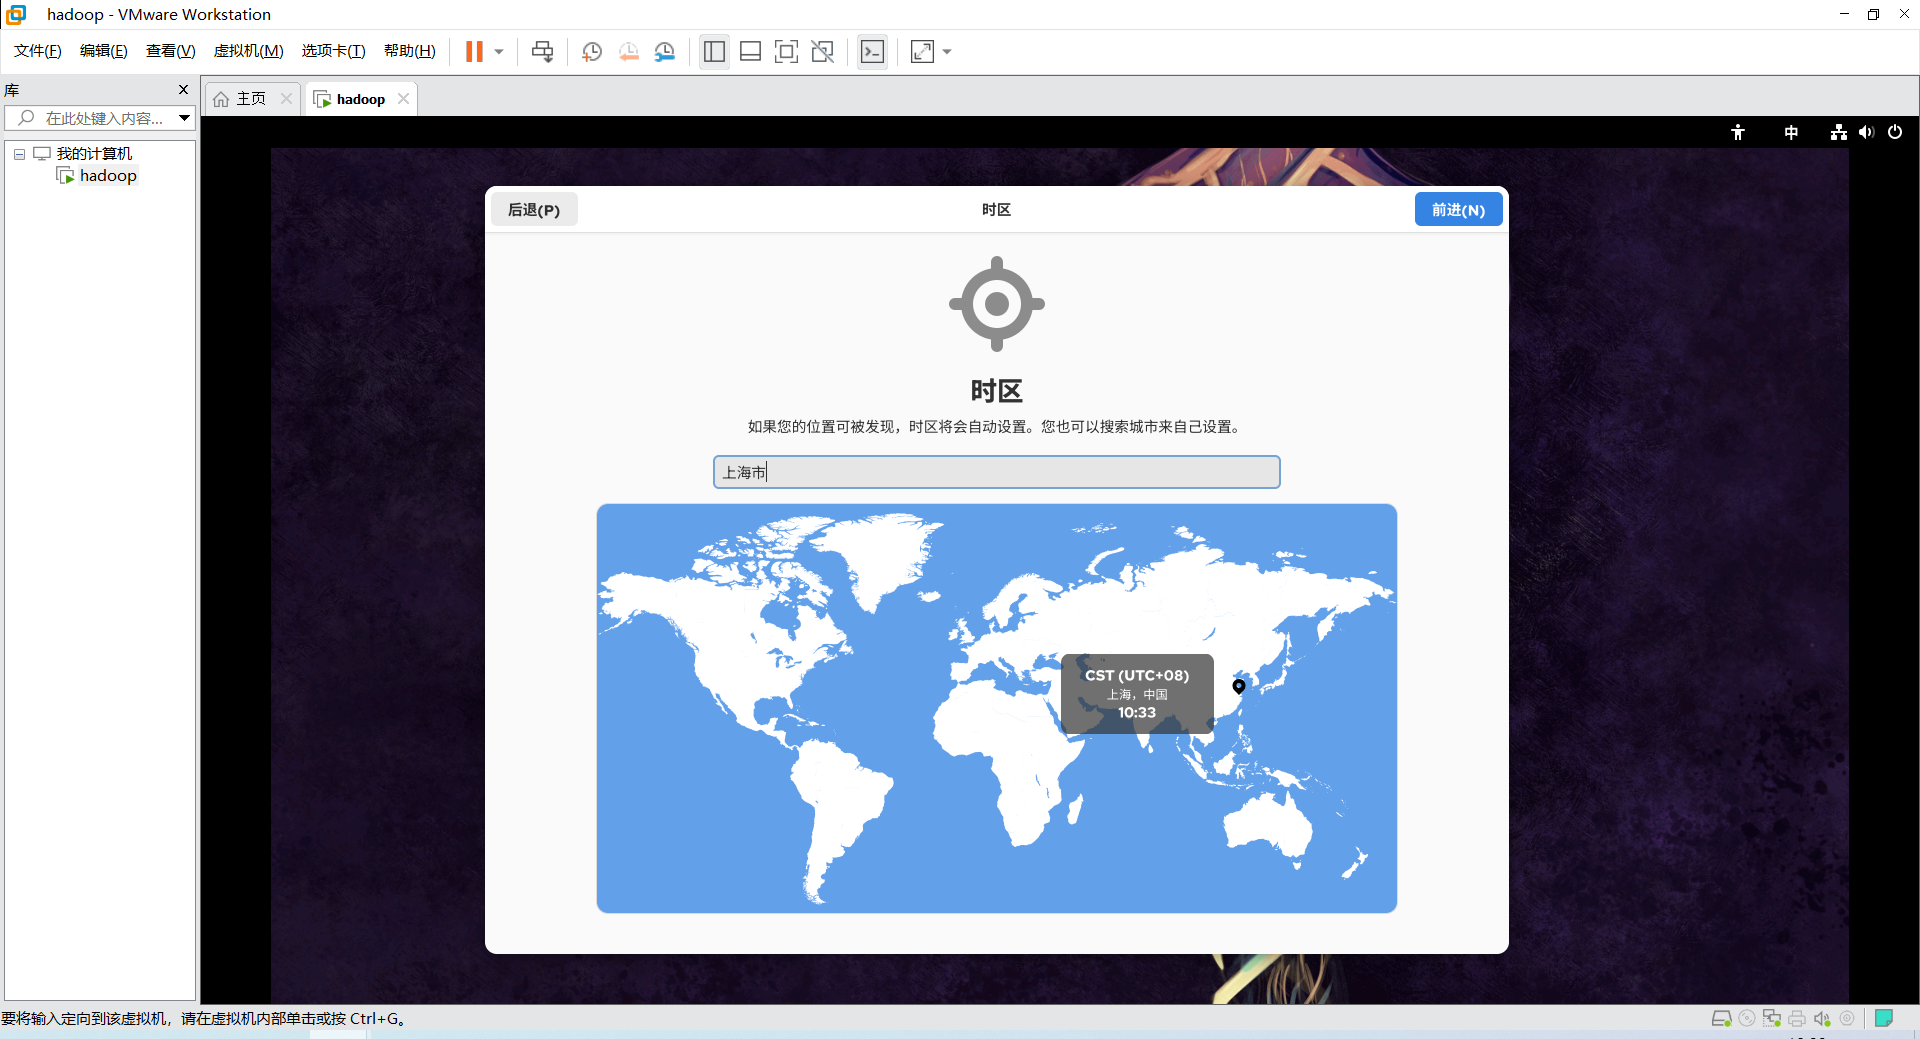 hadoop - VMware Workstation
文件(F) 编辑(E) 查看(V) 虚拟机(M) 选项卡(T) 帮助(H)
库
在此处键入内容...
我的计算机
hadoop
主页
hadoop
中
后退(P)
时区
前进(N)
时区
如果您的位置可被发现，时区将会自动设置。您也可以搜索城市来自己设置。
上海市
CST (UTC+08)
上海，中国
10:33
要将输入定向到该虚拟机，请在虚拟机内部单击或按 Ctrl+G。